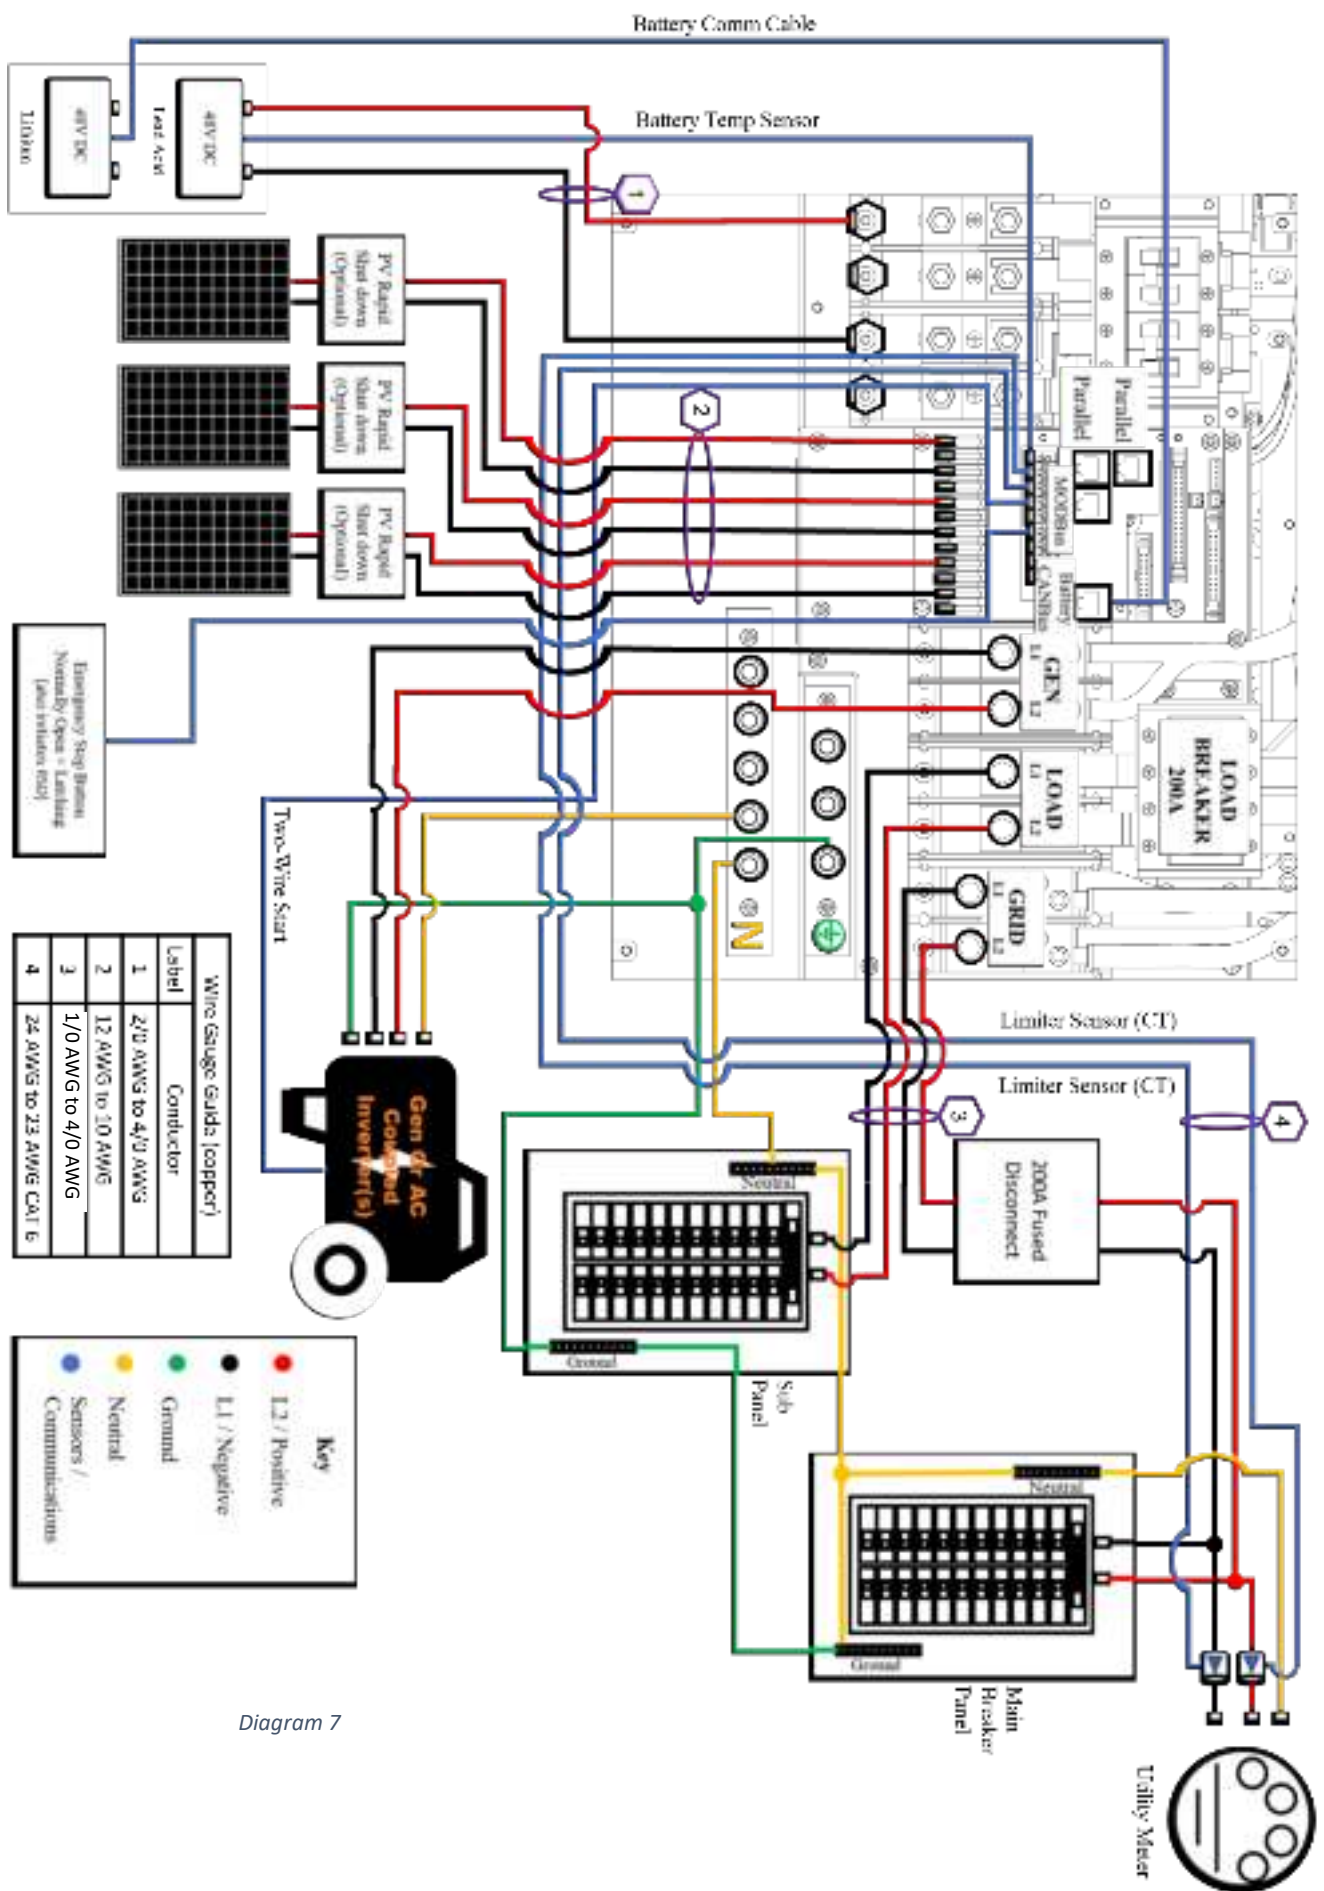 Battery Comm Cable
Battery Temp Sensor
48V DC
Lithium
48V DC
Lead Acid
1
PV Rapid
Shut down
(Optional)
PV Rapid
Shut down
(Optional)
PV Rapid
Shut down
(Optional)
2
Parallel
Parallel
MODBus
Battery
CANBus
GEN
L1
L2
LOAD
L1
L2
GRID
L1
L2
LOAD
BREAKER
200A
N
Emergency Stop Button
Normally Open = Latching
(also initiates RSD)
Two-Wire Start
Gen Or AC
Coupled
Inverter(s)
Limiter Sensor (CT)
Limiter Sensor (CT)
3
4
200A Fused
Disconnect
Neutral
Ground
Sub
Panel
Neutral
Ground
Main
Breaker
Panel
Utility Meter
Wire Gauge Guide (copper)
Label Conductor
1 2/0 AWG to 4/0 AWG
2 12 AWG to 10 AWG
3 1/0 AWG to 4/0 AWG
4 24 AWG to 23 AWG CAT 6
Key
L2 / Positive
L1 / Negative
Ground
Neutral
Sensors /
Communications
Diagram 7